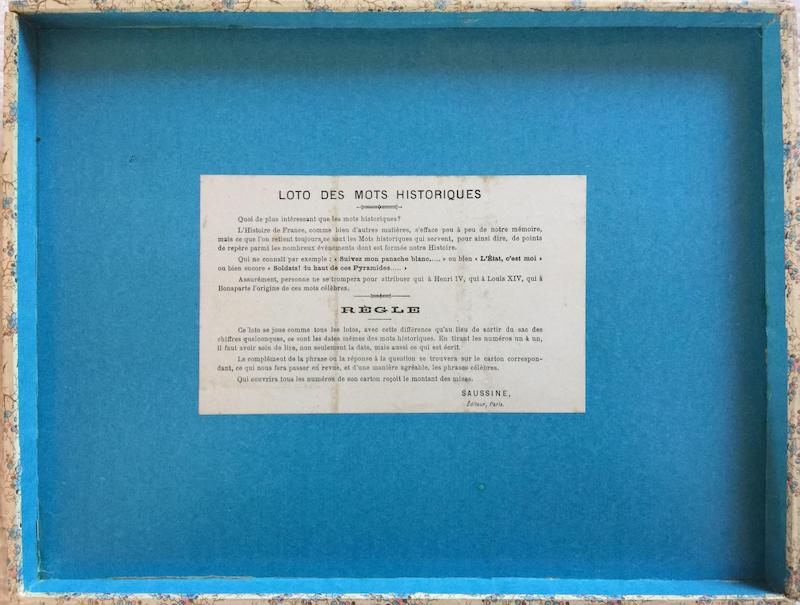 LOTO DES MOTS HISTORIQUES
Quoi de plus intéressant que les mots historiques?
L'Histoire de France, comme bien d'autres matières, s'efface peu à peu de notre mémoire,
mais ce que l'on retient toujours, ce sont les Mots historiques qui servent, pour ainsi dire, de points
de repère parmi les nombreux évènements dont est formée notre Histoire.
Qui ne connaît par exemple : « Suivez mon panache blanc..... » ou bien « L'État, c'est moi »
ou bien encore « Soldats! du haut de ces Pyramides..... »
Assurément, personne ne se trompera pour attribuer qui à Henri IV, qui à Louis XIV, qui à
Bonaparte l'origine de ces mots célèbres.
RÈGLE
Ce loto se joue comme tous les lotos, avec cette différence qu'au lieu de sortir du sac des
chiffres quelconques, ce sont les dates mêmes des mots historiques. En tirant les numéros un à un,
il faut avoir soin de lire, non seulement la date, mais aussi ce qui est écrit.
Le complément de la phrase ou la réponse à la question se trouvera sur le carton correspon-
dant, ce qui nous fera passer en revue, et d'une manière agréable, les phrases célèbres.
Qui couvrira tous les numéros de son carton reçoit le montant des mises.
SAUSSINE,
Éditeur, Paris.